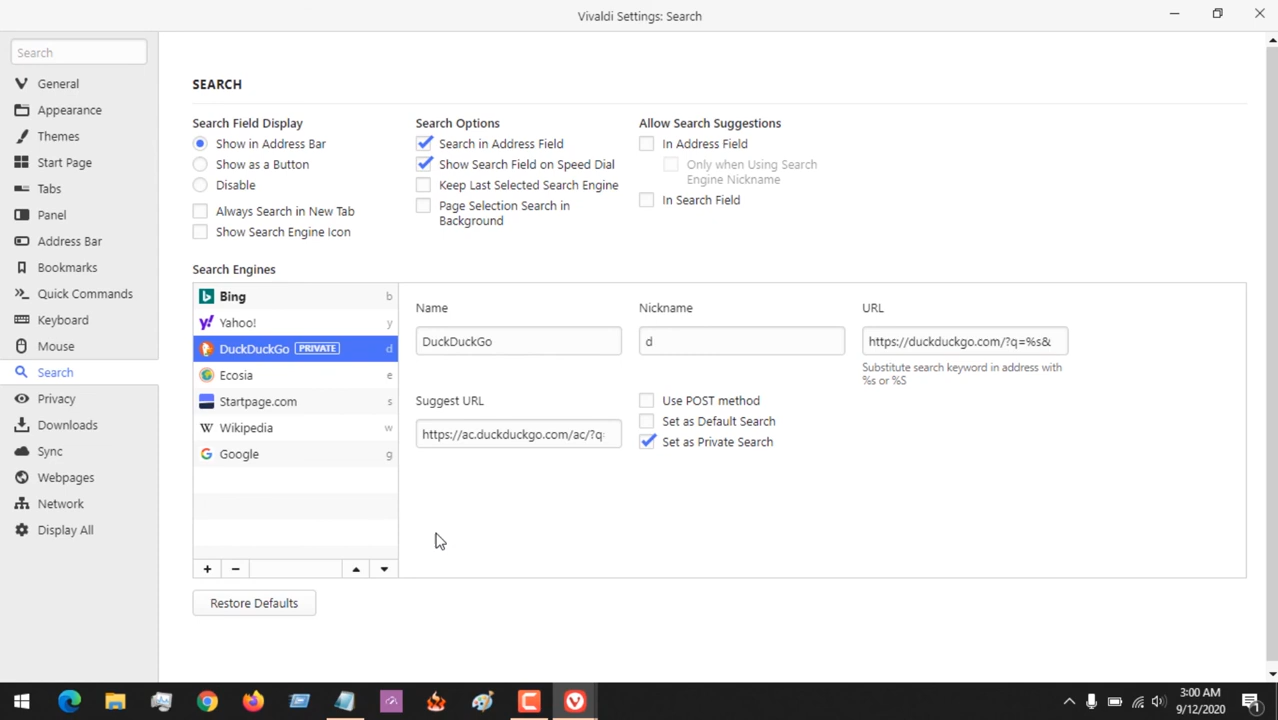 Vivaldi Settings: Search
Search
General
Appearance
Themes
Start Page
Tabs
Panel
Address Bar
Bookmarks
Quick Commands
Keyboard
Mouse
Search
Privacy
Downloads
Sync
Webpages
Network
Display All
SEARCH
Search Field Display
Show in Address Bar
Show as a Button
Disable
Always Search in New Tab
Show Search Engine Icon
Search Options
Search in Address Field
Show Search Field on Speed Dial
Keep Last Selected Search Engine
Page Selection Search in
Background
Allow Search Suggestions
In Address Field
Only when Using Search
Engine Nickname
In Search Field
Search Engines
Bing b
Yahoo! y
DuckDuckGo PRIVATE d
Ecosia e
Startpage.com s
Wikipedia w
Google g
Name
DuckDuckGo
Nickname
d
URL
https://duckduckgo.com/?q=%s&
Substitute search keyword in address with
%s or %S
Suggest URL
https://ac.duckduckgo.com/ac/?q
Use POST method
Set as Default Search
Set as Private Search
Restore Defaults
3:00 AM
9/12/2020
1